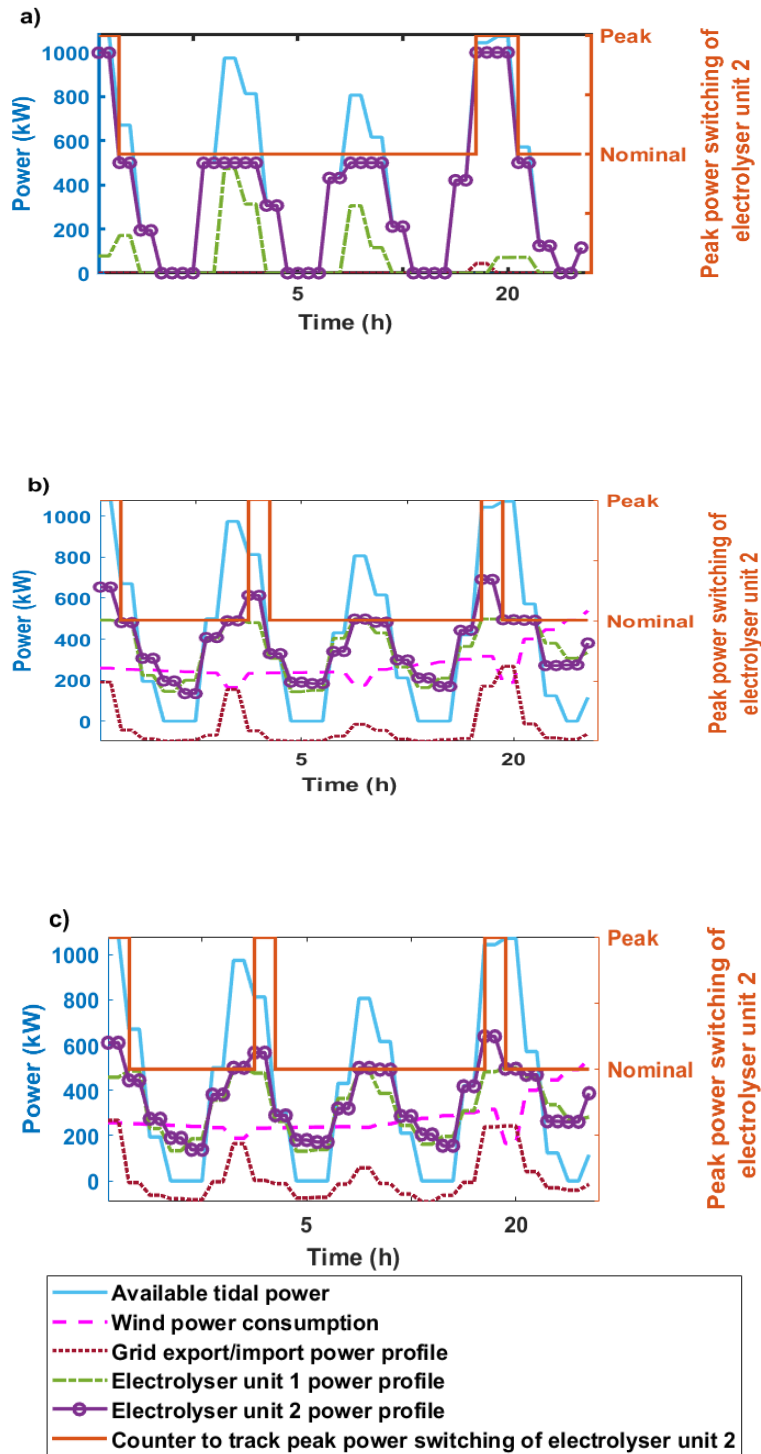 a)
Peak
1000
800
600
Nominal
400
200
0
5
20
Time (h)
Power (kW)
Peak power switching of
electrolyser unit 2
b)
Peak
1000
800
600
Nominal
400
200
0
5
20
Time (h)
Power (kW)
Peak power switching of
electrolyser unit 2
c)
Peak
1000
800
600
Nominal
400
200
0
5
20
Time (h)
Power (kW)
Peak power switching of
electrolyser unit 2
Available tidal power
Wind power consumption
Grid export/import power profile
Electrolyser unit 1 power profile
Electrolyser unit 2 power profile
Counter to track peak power switching of electrolyser unit 2